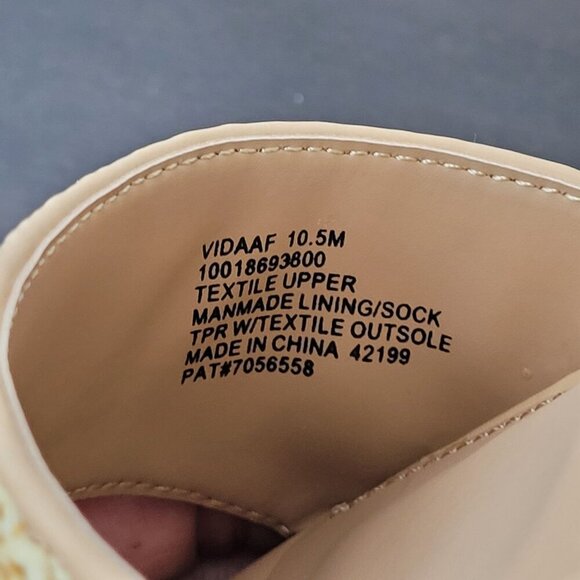 VIDAAF 10.5M
10018693800
TEXTILE UPPER
MANMADE LINING/SOCK
TPR W/TEXTILE OUTSOLE
MADE IN CHINA 42199
PAT#7056558